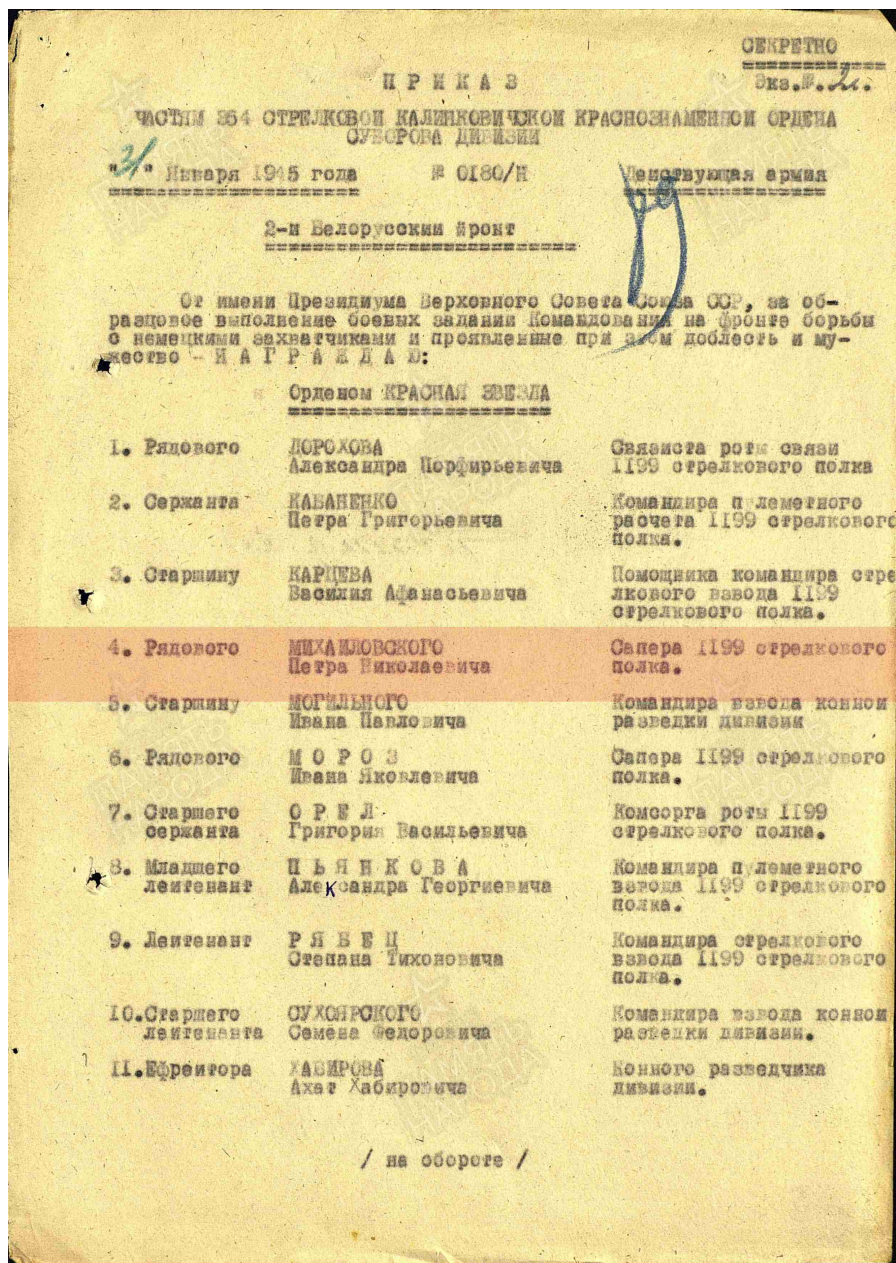 СЕКРЕТНО
Экз.№ 2.
П Р И К А З
ЧАСТЯМ 354 СТРЕЛКОВОЙ КАЛИНКОВИЧСКОЙ КРАСНОЗНАМЕННОЙ ОРДЕНА
СУВОРОВА ДИВИЗИИ
"31" Января 1945 года № 0180/Н Действующая армия
2-й Белорусский фронт
От имени Президиума Верховного Совета Союза ССР, за об-
разцовое выполнение боевых заданий Командования на фронте борьбы
с немецкими захватчиками и проявленные при этом доблесть и му-
жество - Н А Г Р А Ж Д А Ю:
Орденом КРАСНАЯ ЗВЕЗДА
1. Рядового ДОРОХОВА Связиста роты связи
Александра Порфирьевича 1199 стрелкового полка
2. Сержанта КАБАНЕНКО Командира п леметного
Петра Григорьевича расчета 1199 стрелкового
полка.
3. Старшину КАРЦЕВА Помощника командира стре
Василия Афанасьевича лкового взвода 1199
стрелкового полка.
4. Рядового МИХАЙЛОВСКОГО Сапера 1199 стрелкового
Петра Николаевича полка.
5. Старшину МОГИЛЬНОГО Командира взвода конной
Ивана Павловича разведки дивизии
6. Рядового М О Р О З Сапера 1199 стрелкового
Ивана Яковлевича полка.
7. Старшего О Р Е Л Комсорга роты 1199
сержанта Григория Васильевича стрелкового полка.
8. Младшего П Ь Я Н К О В А Командира пулеметного
лейтенант Александра Георгиевича взвода 1199 стрелкового
полка.
9. Лейтенант Р Я Б Е Ц Командира стрелкового
Степана Тихоновича взвода 1199 стрелкового
полка.
10.Старшего СУХОЯРСКОГО Командира взвода конной
лейтенанта Семена Федоровича разведки дивизии.
11.Ефрейтора ХАБИРОВА Конного разведчика
Ахат Хабировича дивизии.
/ на обороте /